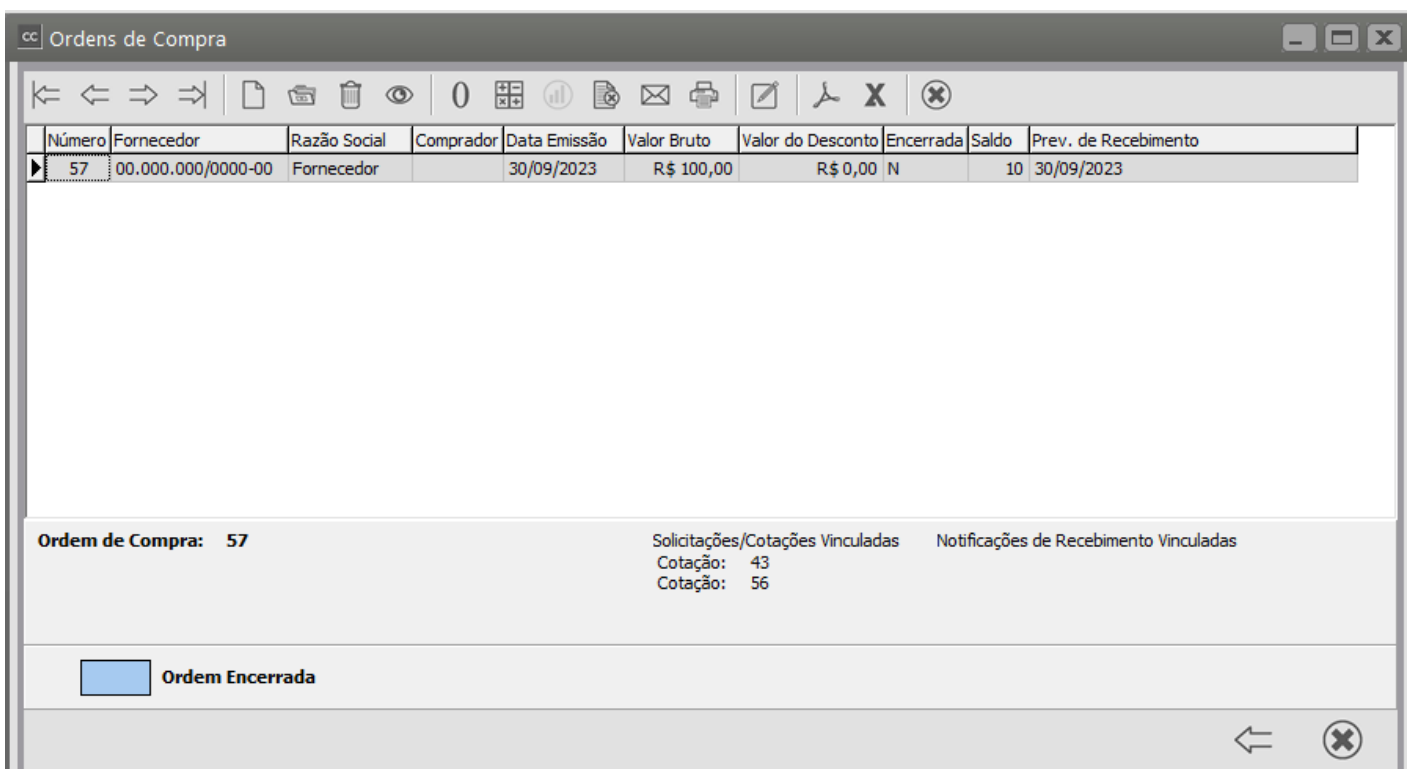 cc Ordens de Compra
0 X
Número Fornecedor Razão Social Comprador Data Emissão Valor Bruto Valor do Desconto Encerrada Saldo Prev. de Recebimento
57 00.000.000/0000-00 Fornecedor 30/09/2023 R$ 100,00 R$ 0,00 N 10 30/09/2023
Ordem de Compra: 57 Solicitações/Cotações Vinculadas Notificações de Recebimento Vinculadas
Cotação: 43
Cotação: 56
Ordem Encerrada